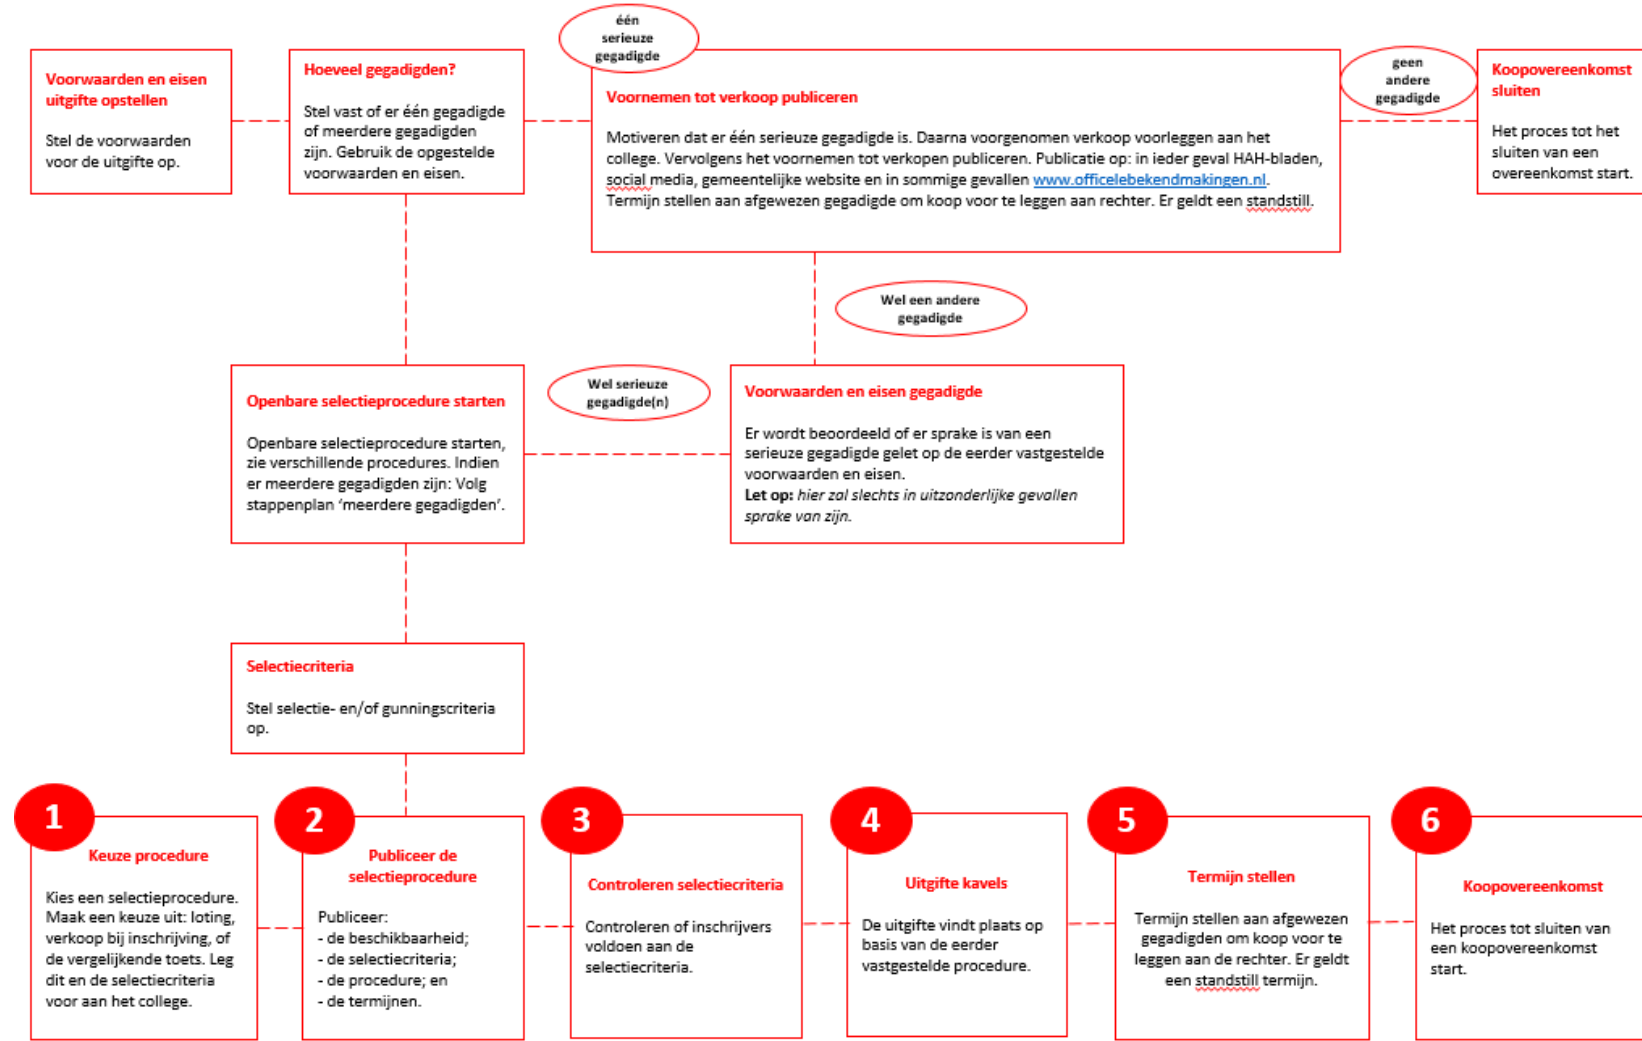 één
serieuze
gegadigde
Voorwaarden en eisen
uitgifte opstellen
Stel de voorwaarden
voor de uitgifte op.
Hoeveel gegadigden?
Stel vast of er één gegadigde
of meerdere gegadigden
zijn. Gebruik de opgestelde
voorwaarden en eisen.
Voornemen tot verkoop publiceren
Motiveren dat er één serieuze gegadigde is. Daarna voorgenomen verkoop voorleggen aan het
college. Vervolgens het voornemen tot verkopen publiceren. Publicatie op: in ieder geval HAH-bladen,
social media, gemeentelijke website en in sommige gevallen www.officelebekendmakingen.nl.
Termijn stellen aan afgewezen gegadigde om koop voor te leggen aan rechter. Er geldt een standstill.
geen
andere
gegadigde
Koopovereenkomst
sluiten
Het proces tot het
sluiten van een
overeenkomst start.
Wel een andere
gegadigde
Openbare selectieprocedure starten
Openbare selectieprocedure starten,
zie verschillende procedures. Indien
er meerdere gegadigden zijn: Volg
stappenplan ‘meerdere gegadigden’.
Wel serieuze
gegadigde(n)
Voorwaarden en eisen gegadigde
Er wordt beoordeeld of er sprake is van een
serieuze gegadigde gelet op de eerder vastgestelde
voorwaarden en eisen.
Let op: hier zal slechts in uitzonderlijke gevallen
sprake van zijn.
Selectiecriteria
Stel selectie- en/of gunningscriteria
op.
1
Keuze procedure
Kies een selectieprocedure.
Maak een keuze uit: loting,
verkoop bij inschrijving, of
de vergelijkende toets. Leg
dit en de selectiecriteria
voor aan het college.
2
Publiceer de
selectieprocedure
Publiceer:
- de beschikbaarheid;
- de selectiecriteria;
- de procedure; en
- de termijnen.
3
Controleren selectiecriteria
Controleren of inschrijvers
voldoen aan de
selectiecriteria.
4
Uitgifte kavels
De uitgifte vindt plaats op
basis van de eerder
vastgestelde procedure.
5
Termijn stellen
Termijn stellen aan afgewezen
gegadigden om koop voor te
leggen aan de rechter. Er geldt
een standstill termijn.
6
Koopovereenkomst
Het proces tot sluiten van
een koopovereenkomst
start.